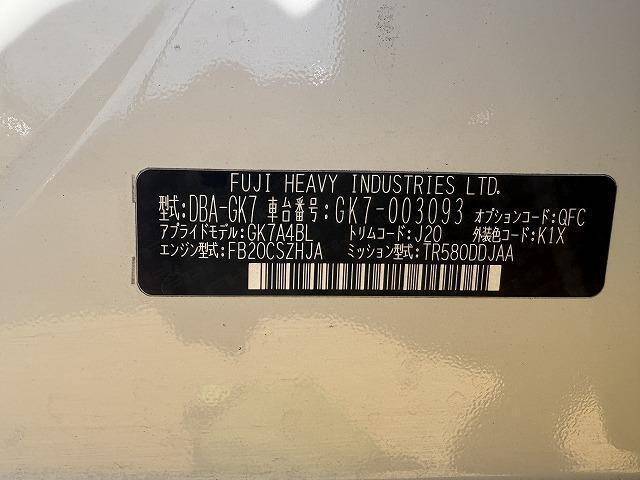 FUJI HEAVY INDUSTRIES LTD.
型式:DBA-GK7 車台番号:GK7-003093 オプションコード:QFC
アプライドモデル:GK7A4BL トリムコード:J20 外装色コード:K1X
エンジン型式:FB20CSZHJA ミッション型式:TR580DDJAA